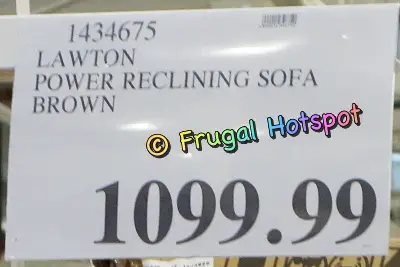 1434675
LAWTON
POWER RECLINING SOFA
BROWN
© Frugal Hotspot
1099.99